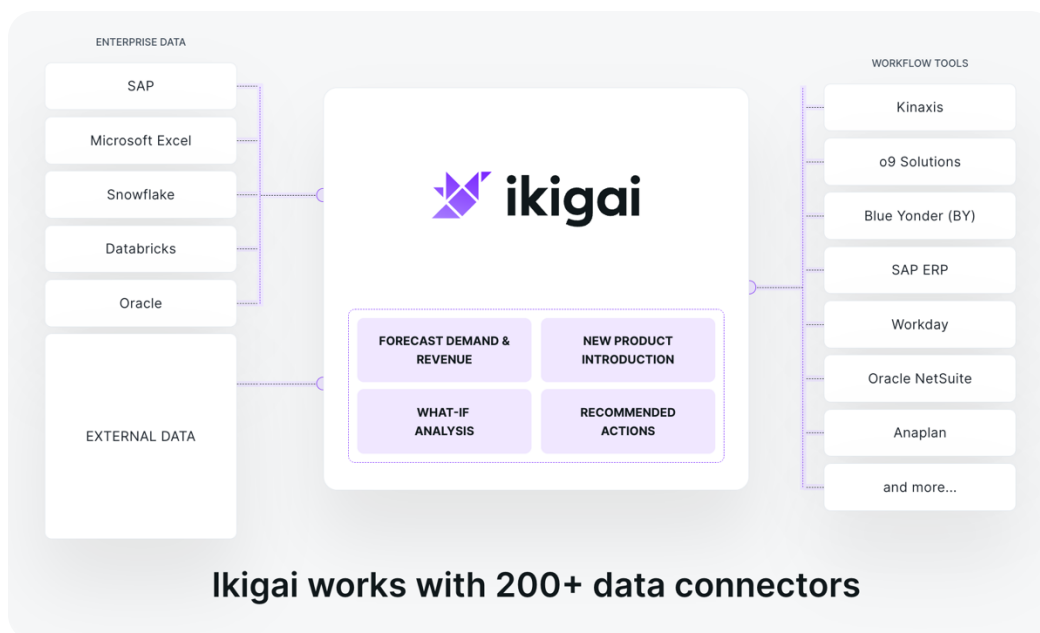 ENTERPRISE DATA
SAP
Microsoft Excel
Snowflake
Databricks
Oracle
EXTERNAL DATA
ikigai
FORECAST DEMAND &
REVENUE
NEW PRODUCT
INTRODUCTION
WHAT-IF
ANALYSIS
RECOMMENDED
ACTIONS
WORKFLOW TOOLS
Kinaxis
o9 Solutions
Blue Yonder (BY)
SAP ERP
Workday
Oracle NetSuite
Anaplan
and more...
Ikigai works with 200+ data connectors